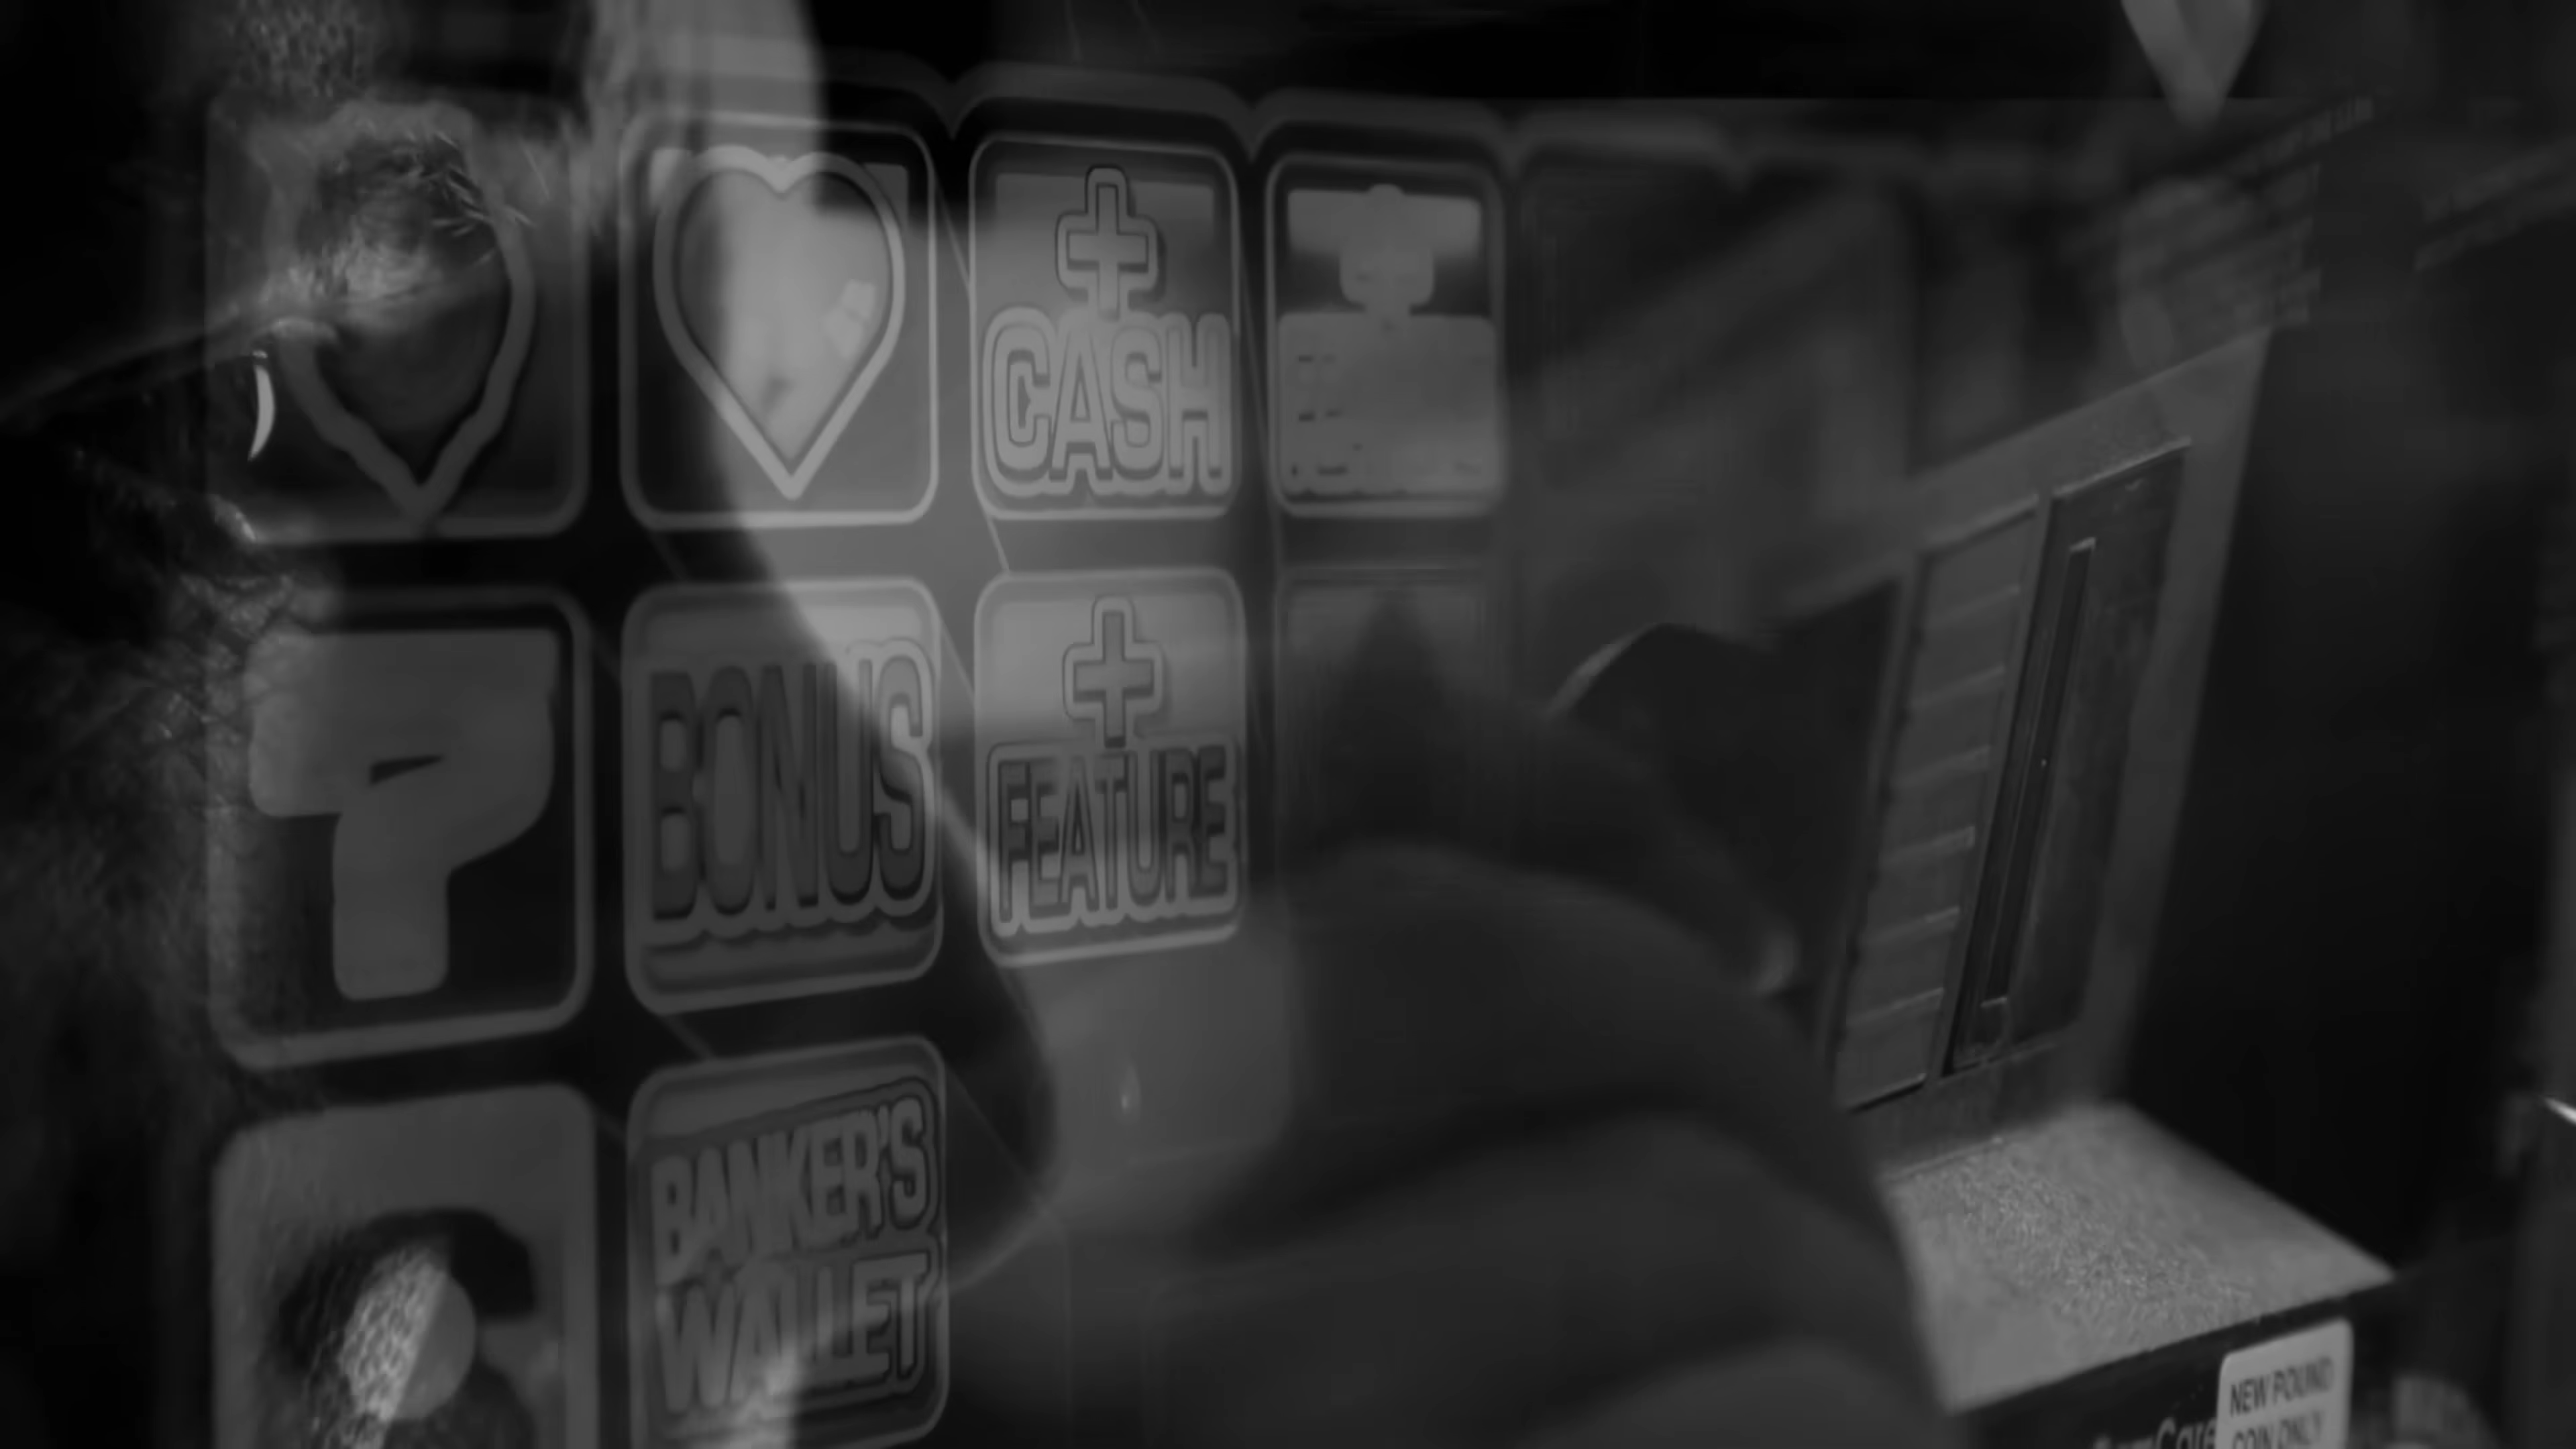 +
CASH
BONUS
+
FEATURE
BANKER'S
WALLET
NEW POUND
COIN ONLY